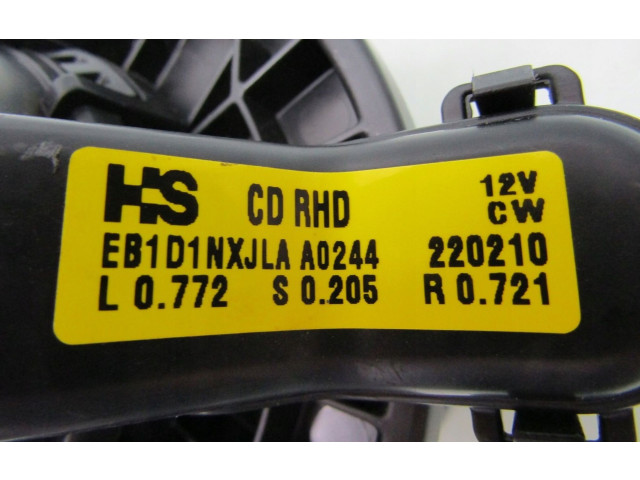 HS CD RHD 12V
CW
EB1D1NXJLA A0244 220210
L 0.772 S 0.205 R 0.721